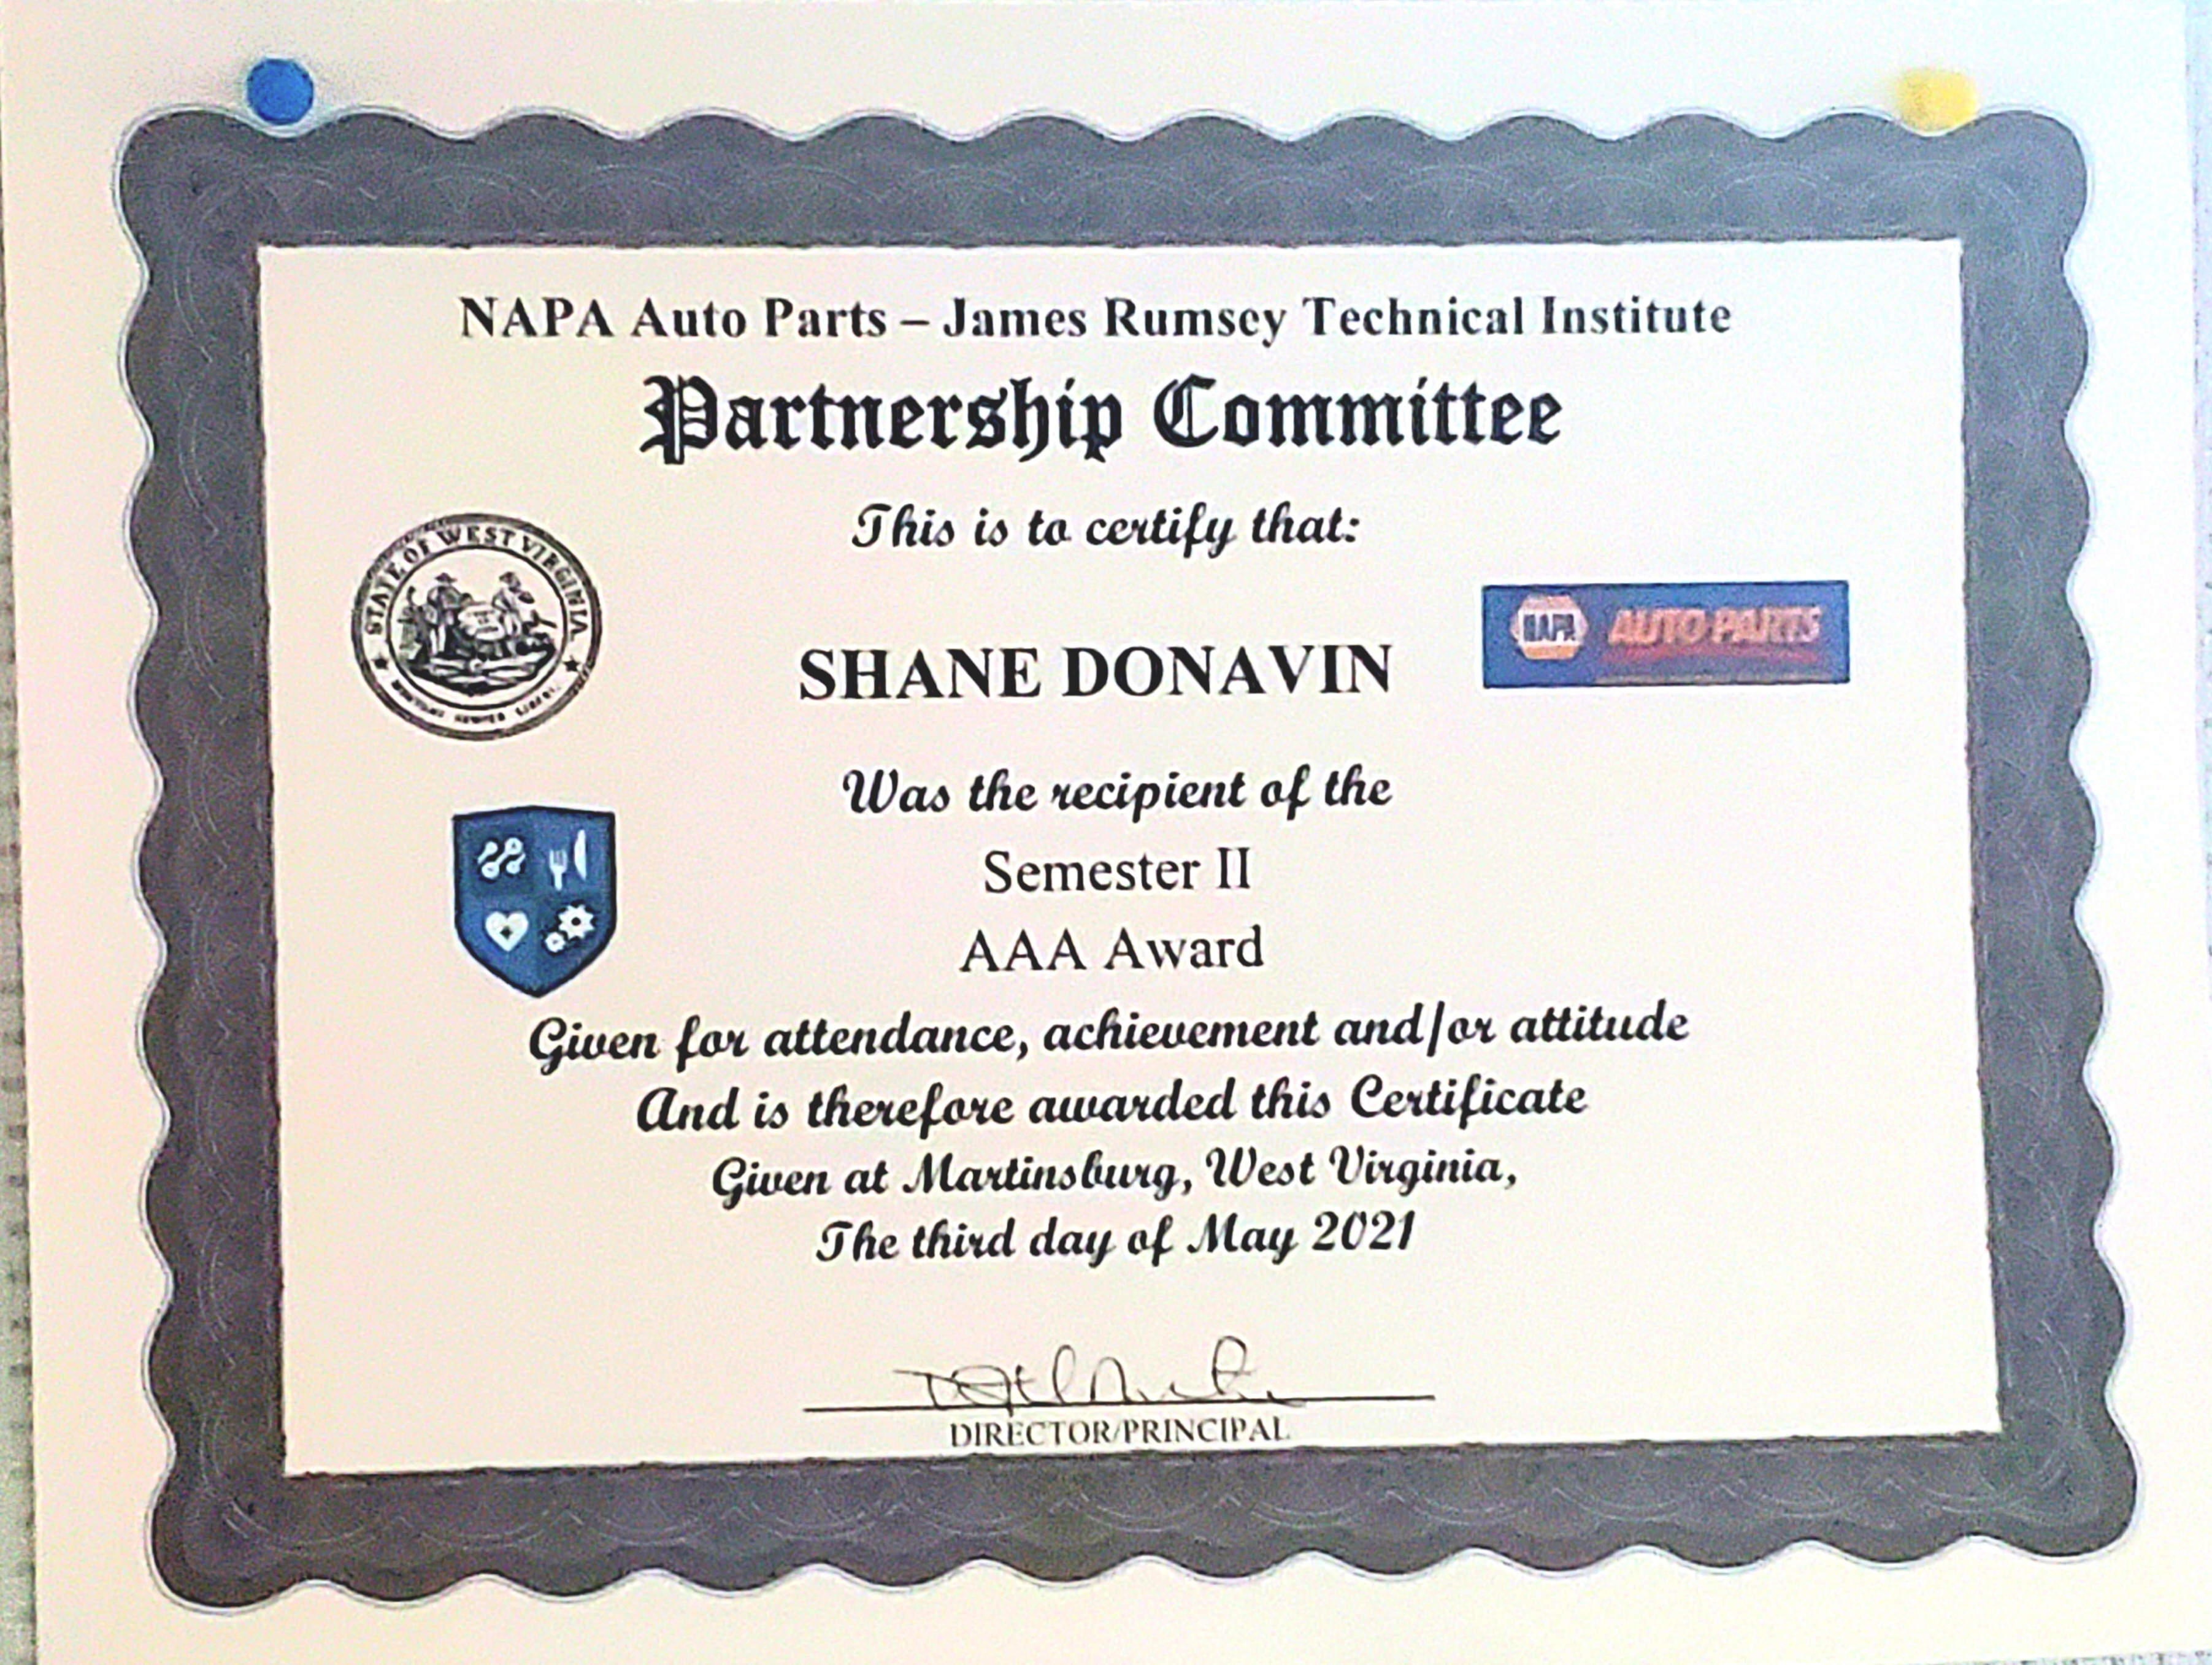 NAPA Auto Parts – James Rumsey Technical Institute
Partnership Committee
This is to certify that:
STATE OF WEST VIRGINIA
NAPA AUTO PARTS
SHANE DONAVIN
Was the recipient of the
Semester II
AAA Award
Given for attendance, achievement and/or attitude
And is therefore awarded this Certificate
Given at Martinsburg, West Virginia,
The third day of May 2021
DIRECTOR/PRINCIPAL